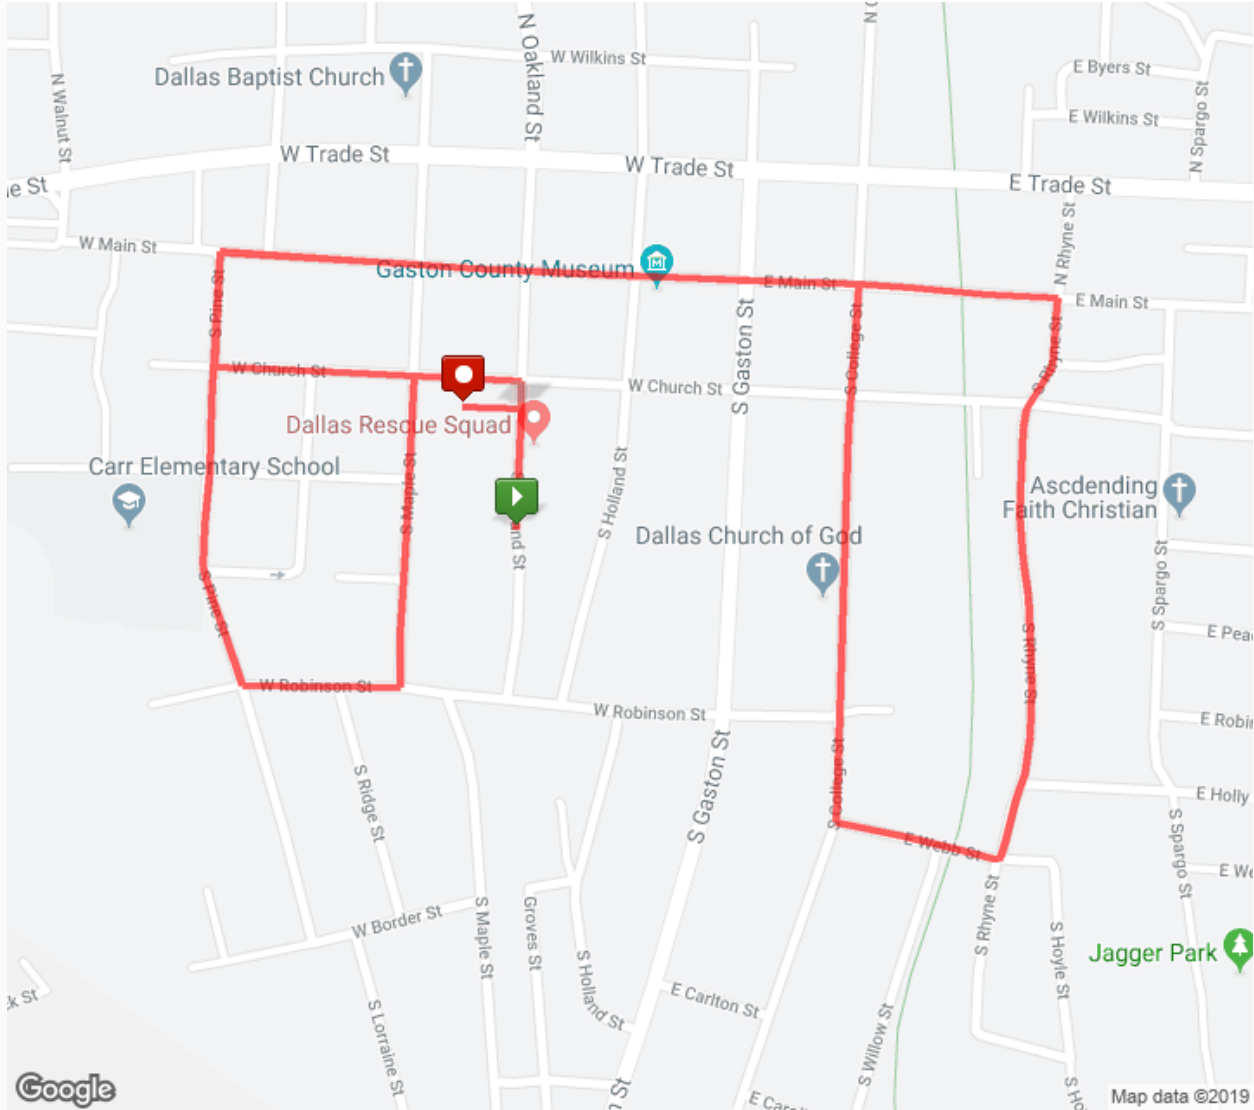 N Oakland St
W Wilkins St
Dallas Baptist Church
E Byers St
N Walnut St
E Wilkins St
N Spargo St
W Trade St
W Trade St
E Trade St
St
W Main St
N Rhyne St
Gaston County Museum
E Main St
E Main St
S Pine St
S Gaston St
S College St
S Rhyne St
W Church St
W Church St
Dallas Rescue Squad
Carr Elementary School
S Maple St
S Holland St
Ascdending
Faith Christian
Dallas Church of God
S Pine St
S Spargo St
S Rhyne St
W Robinson St
W Robinson St
S Gaston St
S College St
S Ridge St
E Holly
E Webb St
S Spargo St
W Border St
S Maple St
Groves St
S Holland St
S Rhyne St
S Hoyle St
Jagger Park
E Carlton St
S Lorraine St
S Willow St
Google
Map data ©2019